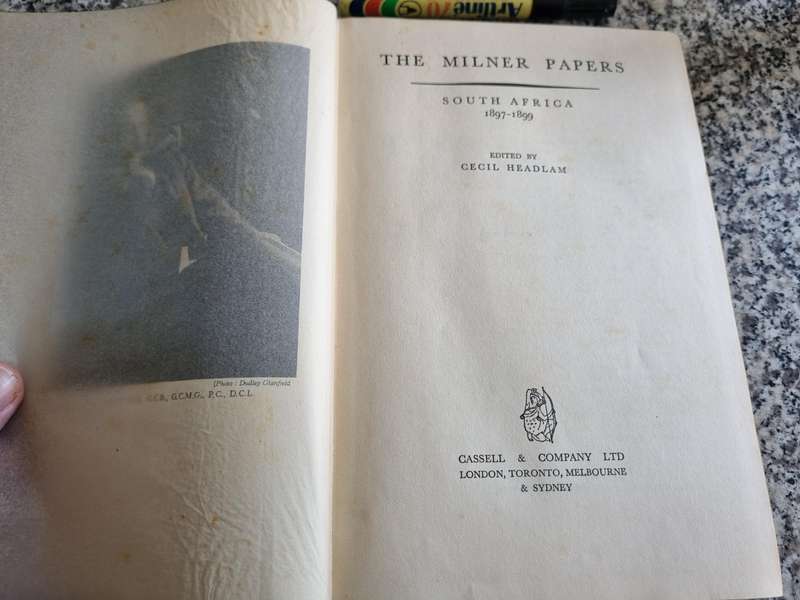 Artline 70
[Photo : Dudley Glanfield
G.C.B., G.C.M.G., P.C., D.C.L.
THE MILNER PAPERS
SOUTH AFRICA
1897-1899
EDITED BY
CECIL HEADLAM
CASSELL & COMPANY LTD
LONDON, TORONTO, MELBOURNE
& SYDNEY